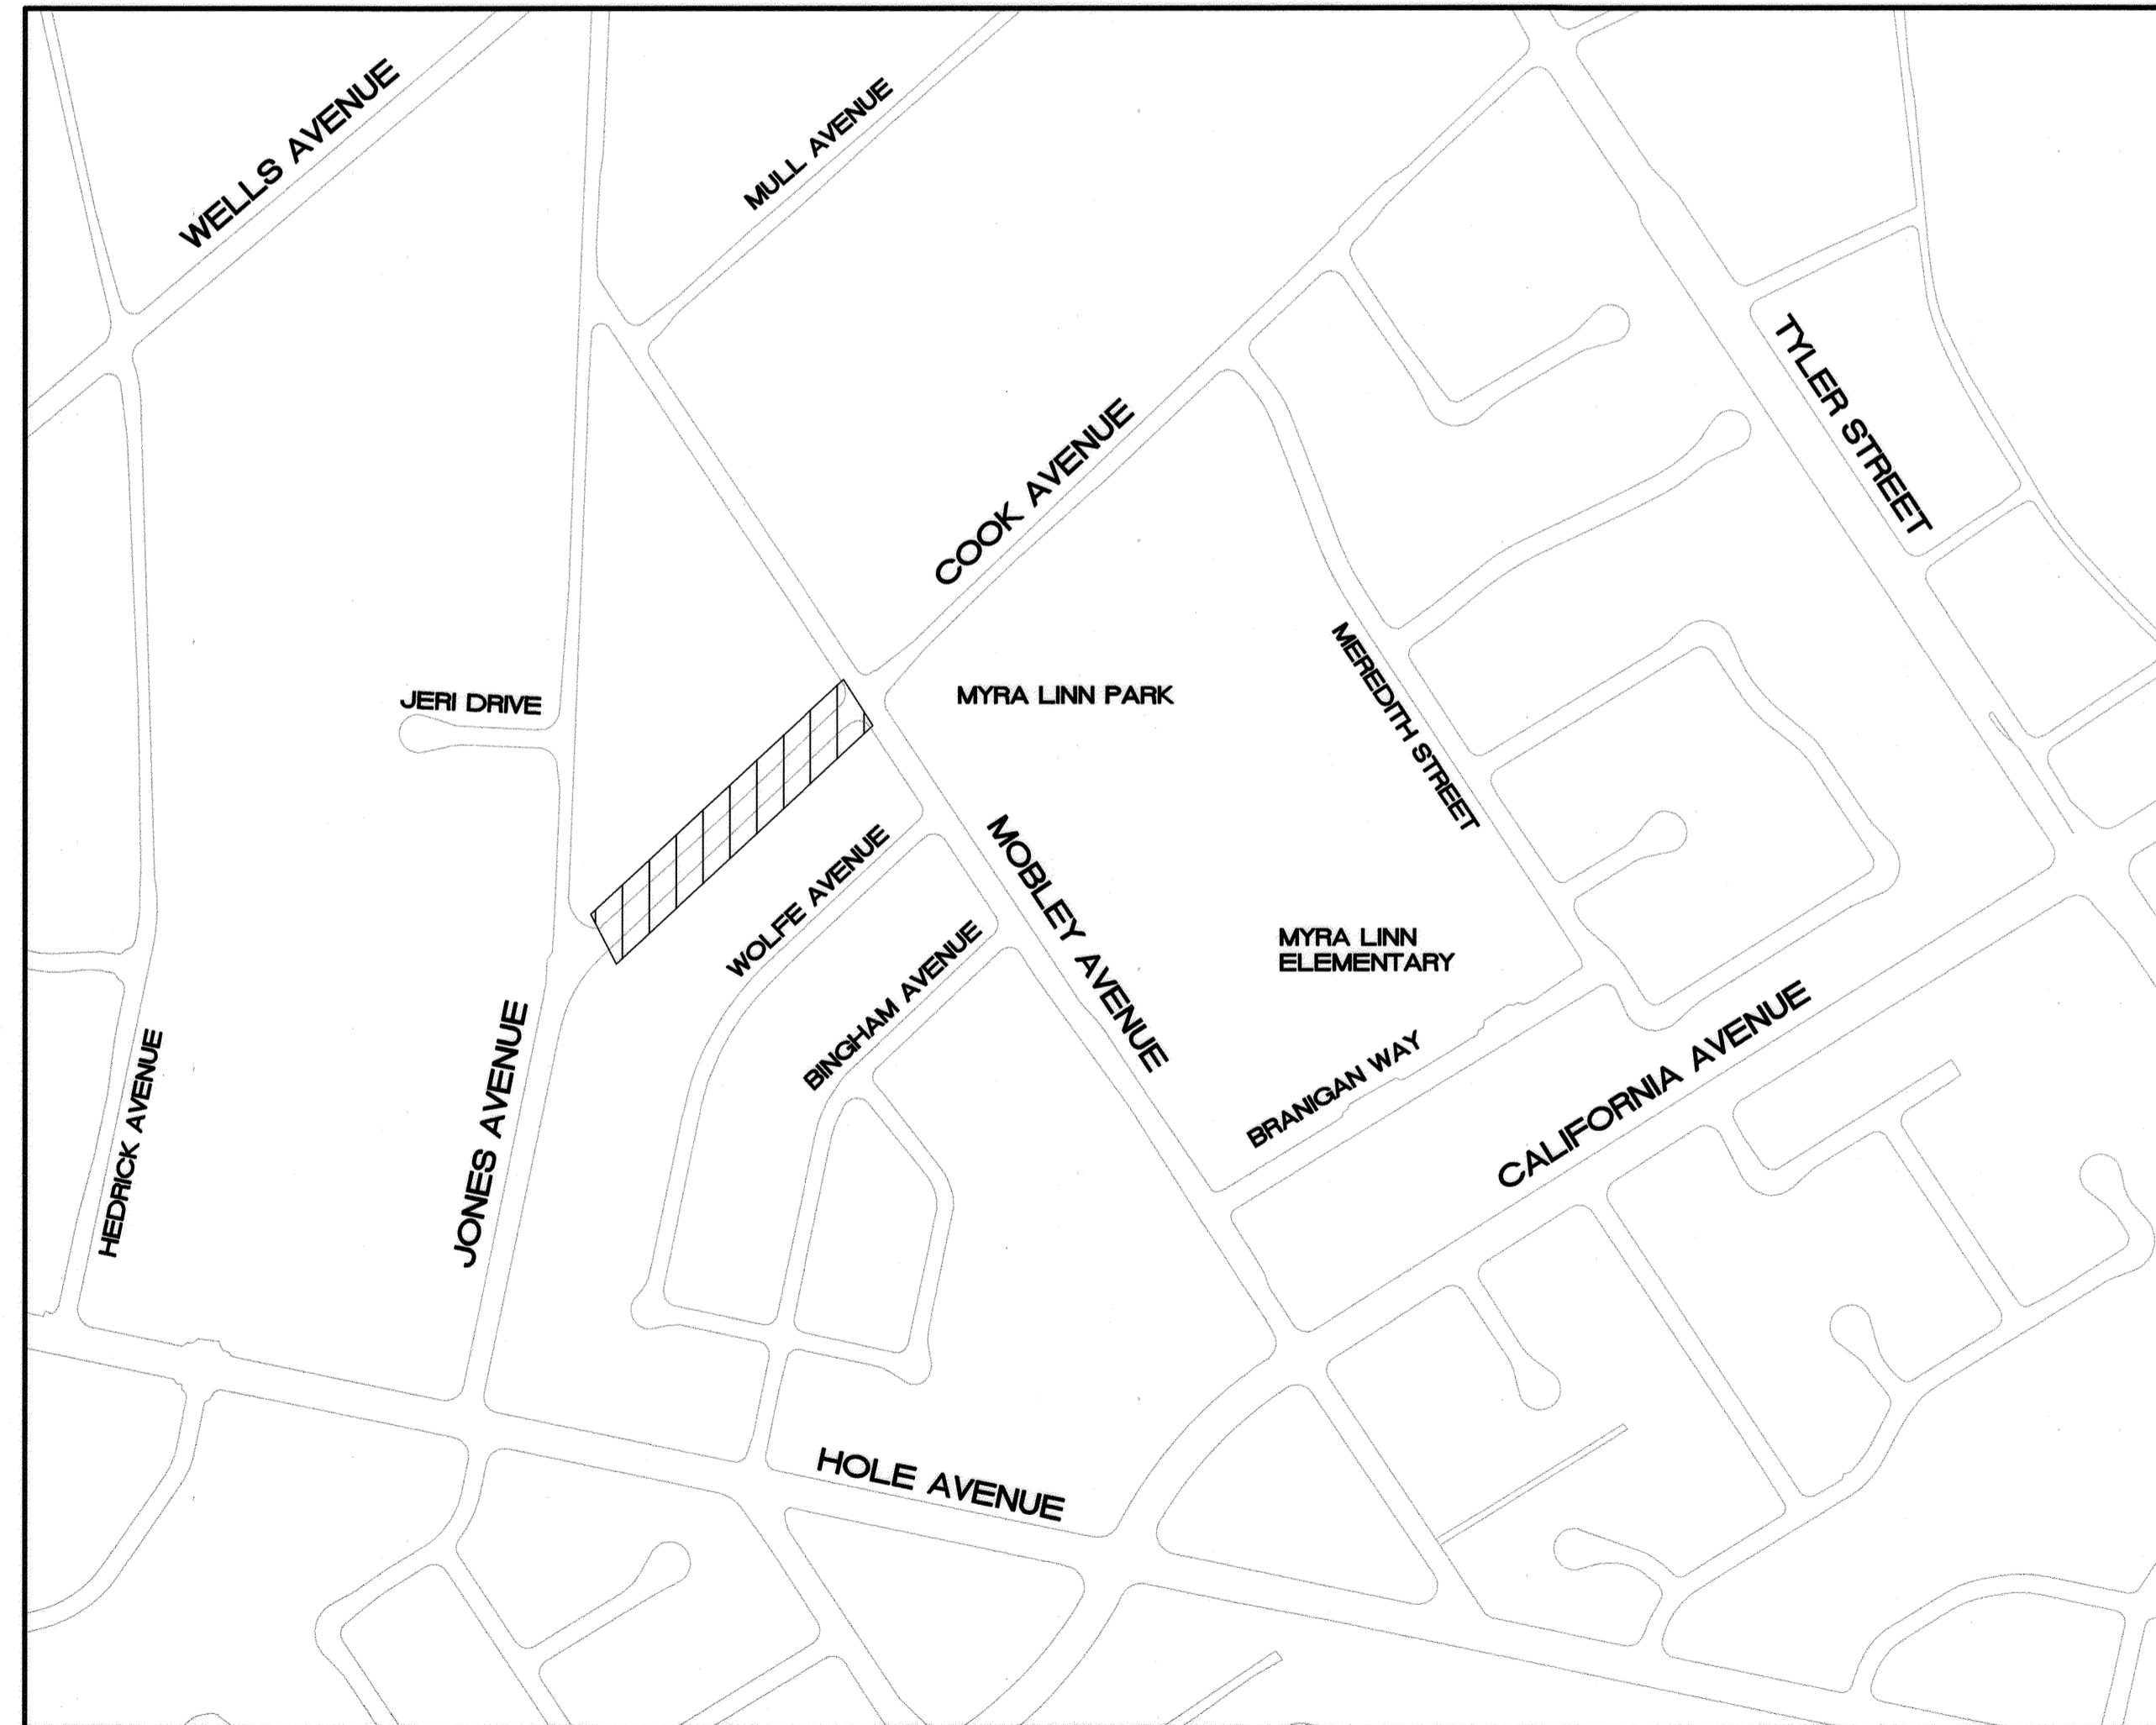 WELLS AVENUE
MULL AVENUE
TYLER STREET
COOK AVENUE
JERI DRIVE
MYRA LINN PARK
MEREDITH STREET
WOLFE AVENUE
MOBLEY AVENUE
BINGHAM AVENUE
MYRA LINN
ELEMENTARY
HEDRICK AVENUE
JONES AVENUE
BRANIGAN WAY
CALIFORNIA AVENUE
HOLE AVENUE